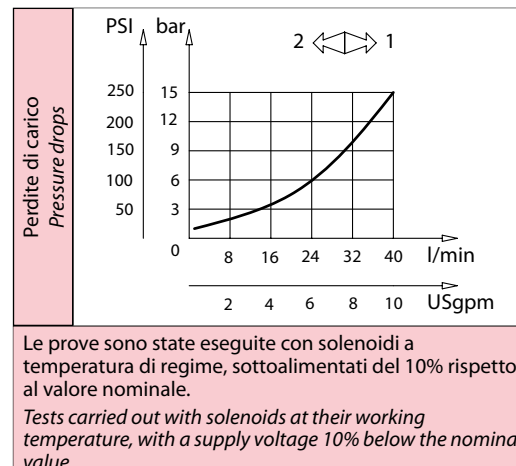 Perdite di carico
Pressure drops
PSI bar
2 1
250 15
200 12
150 9
100 6
50 3
0
8 16 24 32 40 l/min
2 4 6 8 10 USgpm
Le prove sono state eseguite con solenoidi a
temperatura di regime, sottoalimentati del 10% rispetto
al valore nominale.
Tests carried out with solenoids at their working
temperature, with a supply voltage 10% below the nomina
value